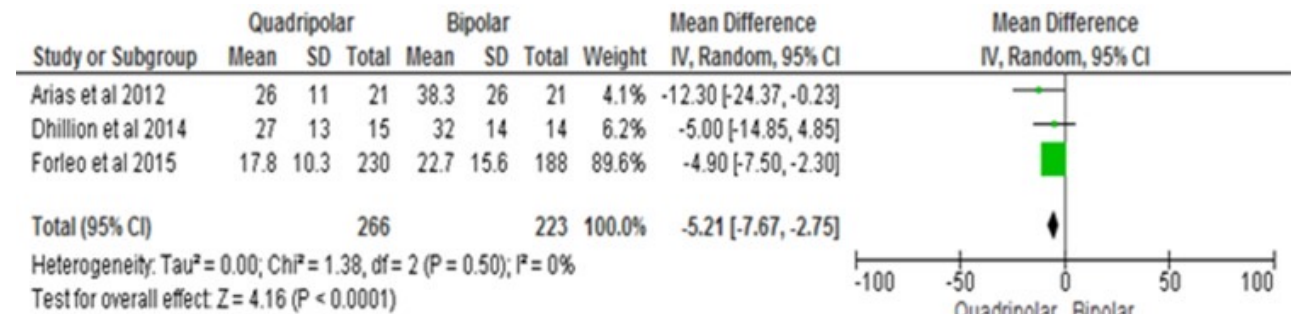 Quadripolar Bipolar Mean Difference Mean Difference
Study or Subgroup Mean SD Total Mean SD Total Weight IV, Random, 95% CI IV, Random, 95% CI
Arias et al 2012 26 11 21 38.3 26 21 4.1% -12.30 [-24.37, -0.23]
Dhillion et al 2014 27 13 15 32 14 14 6.2% -5.00 [-14.85, 4.85]
Forleo et al 2015 17.8 10.3 230 22.7 15.6 188 89.6% -4.90 [-7.50, -2.30]
Total (95% CI) 266 223 100.0% -5.21 [-7.67, -2.75]
Heterogeneity: Tau² = 0.00; Chi² = 1.38, df = 2 (P = 0.50); I² = 0%
Test for overall effect: Z = 4.16 (P < 0.0001)
-100 -50 0 50 100
Quadripolar Bipolar